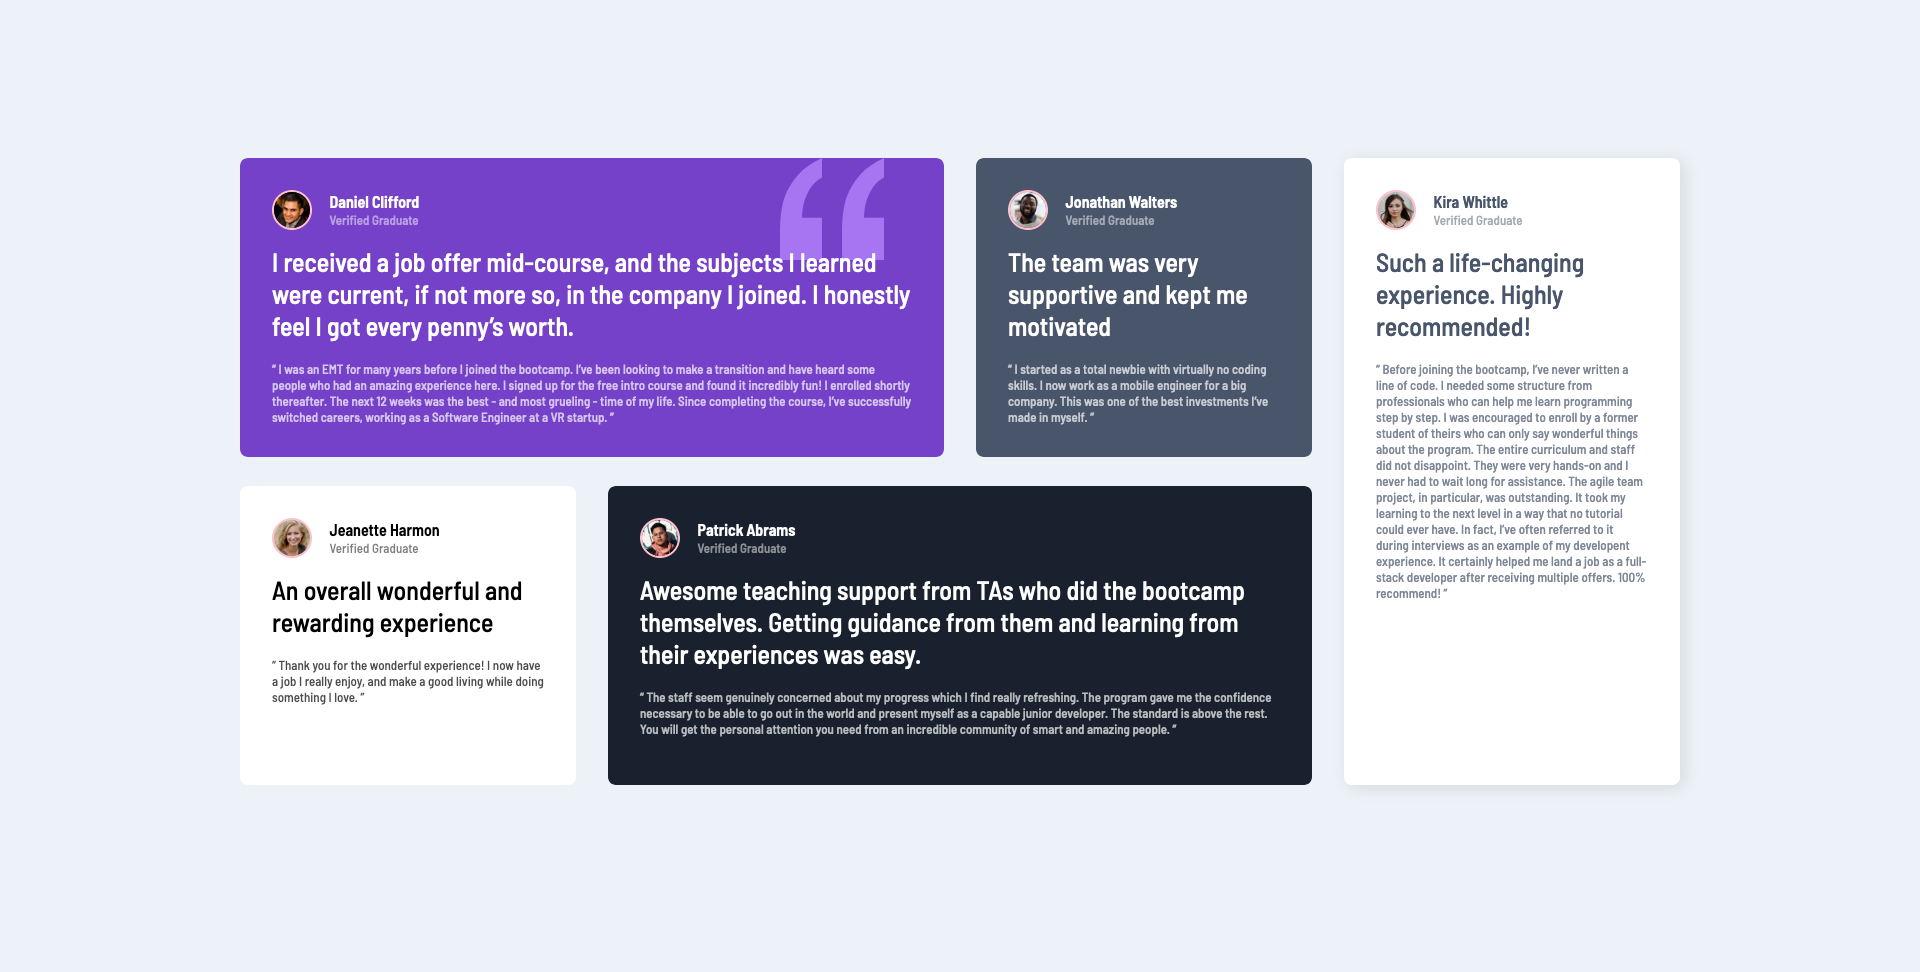 Daniel Clifford
Verified Graduate
I received a job offer mid-course, and the subjects I learned
were current, if not more so, in the company I joined. I honestly
feel I got every penny’s worth.
“ I was an EMT for many years before I joined the bootcamp. I’ve been looking to make a transition and have heard some
people who had an amazing experience here. I signed up for the free intro course and found it incredibly fun! I enrolled shortly
thereafter. The next 12 weeks was the best - and most grueling - time of my life. Since completing the course, I’ve successfully
switched careers, working as a Software Engineer at a VR startup. ”
Jonathan Walters
Verified Graduate
The team was very
supportive and kept me
motivated
“ I started as a total newbie with virtually no coding
skills. I now work as a mobile engineer for a big
company. This was one of the best investments I’ve
made in myself. ”
Kira Whittle
Verified Graduate
Such a life-changing
experience. Highly
recommended!
“ Before joining the bootcamp, I’ve never written a
line of code. I needed some structure from
professionals who can help me learn programming
step by step. I was encouraged to enroll by a former
student of theirs who can only say wonderful things
about the program. The entire curriculum and staff
did not disappoint. They were very hands-on and I
never had to wait long for assistance. The agile team
project, in particular, was outstanding. It took my
learning to the next level in a way that no tutorial
could ever have. In fact, I’ve often referred to it
during interviews as an example of my developent
experience. It certainly helped me land a job as a full-
stack developer after receiving multiple offers. 100%
recommend! ”
Jeanette Harmon
Verified Graduate
An overall wonderful and
rewarding experience
“ Thank you for the wonderful experience! I now have
a job I really enjoy, and make a good living while doing
something I love. ”
Patrick Abrams
Verified Graduate
Awesome teaching support from TAs who did the bootcamp
themselves. Getting guidance from them and learning from
their experiences was easy.
“ The staff seem genuinely concerned about my progress which I find really refreshing. The program gave me the confidence
necessary to be able to go out in the world and present myself as a capable junior developer. The standard is above the rest.
You will get the personal attention you need from an incredible community of smart and amazing people. ”